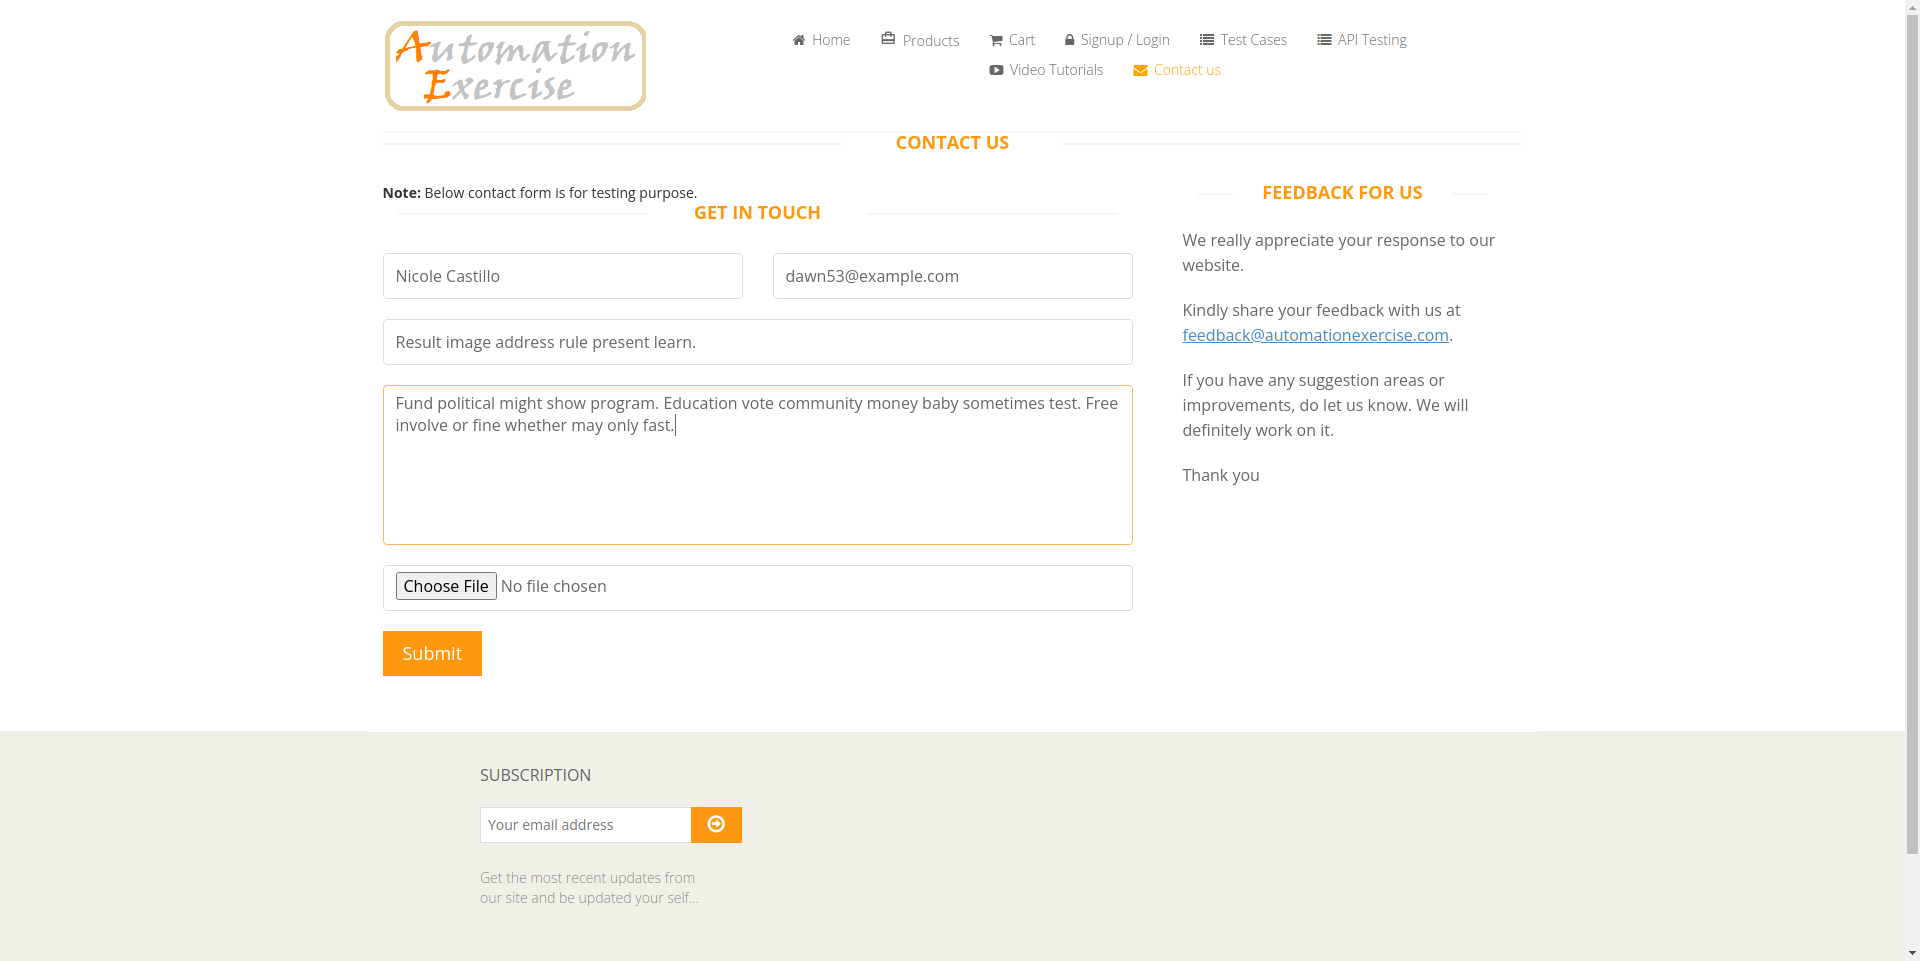 Automation
Exercise
Home
Products
Cart
Signup / Login
Test Cases
API Testing
Video Tutorials
Contact us
CONTACT US
Note: Below contact form is for testing purpose.
GET IN TOUCH
Nicole Castillo
dawn53@example.com
Result image address rule present learn.
Fund political might show program. Education vote community money baby sometimes test. Free
involve or fine whether may only fast.
Choose File No file chosen
Submit
FEEDBACK FOR US
We really appreciate your response to our
website.
Kindly share your feedback with us at
feedback@automationexercise.com.
If you have any suggestion areas or
improvements, do let us know. We will
definitely work on it.
Thank you
SUBSCRIPTION
Your email address
Get the most recent updates from
our site and be updated your self...